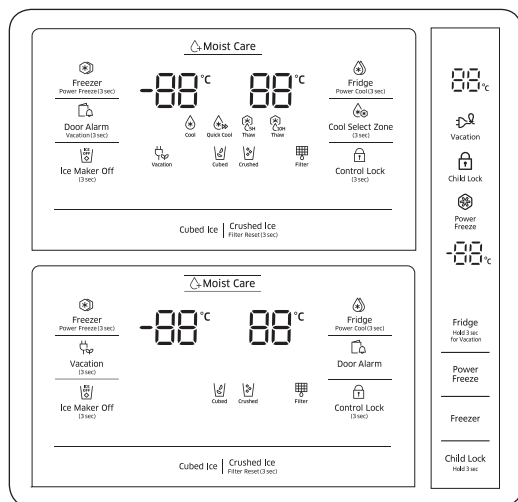 Moist Care
-88°C 88°C
Freezer
Power Freeze(3 sec)
Fridge
Power Cool(3 sec)
Door Alarm
Vacation(3 sec)
Cool Quick Cool 5H Thaw 10H Thaw
Cool Select Zone
(3 sec)
ICE OFF
Ice Maker Off
(3 sec)
Vacation Cubed Crushed Filter
Control Lock
(3 sec)
Cubed Ice | Crushed Ice
Filter Reset(3 sec)
Moist Care
-88°C 88°C
Freezer
Power Freeze(3 sec)
Fridge
Power Cool(3 sec)
Vacation
(3 sec)
Door Alarm
ICE OFF
Ice Maker Off
(3 sec)
Cubed Crushed Filter
Control Lock
(3 sec)
Cubed Ice | Crushed Ice
Filter Reset(3 sec)
88°C
Vacation
Child Lock
Power
Freeze
-88°C
Fridge
Hold 3 sec
for Vacation
Power
Freeze
Freezer
Child Lock
Hold 3 sec